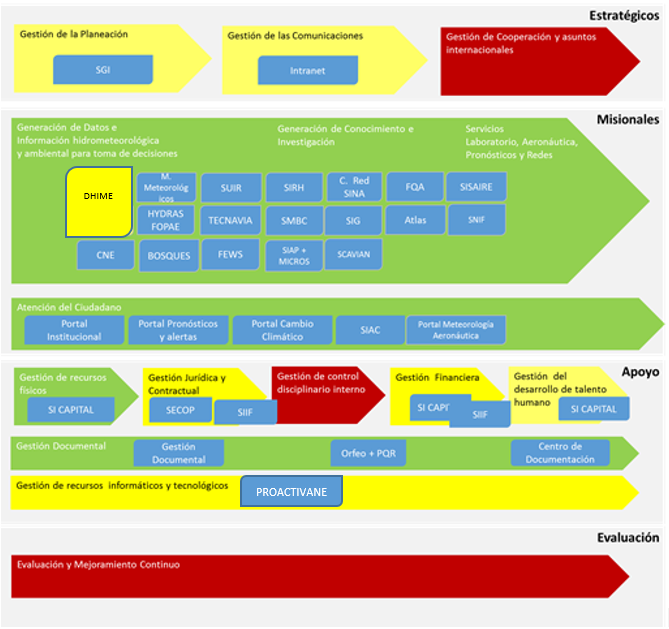 Estratégicos
Gestión de la Planeación
SGI
Gestión de las Comunicaciones
Intranet
Gestión de Cooperación y asuntos
internacionales
Misionales
Generación de Datos e
Información hidrometeorológica
y ambiental para toma de decisiones
Generación de Conocimiento e
Investigación
Servicios
Laboratorio, Aeronáutica,
Pronósticos y Redes
DHIME
M.
Meteorológ
icos
SUIR
SIRH
C. Red
SINA
FQA
SISAIRE
HYDRAS
FOPAE
TECNAVIA
SMBC
SIG
Atlas
SNIF
CNE
BOSQUES
FEWS
SIAP +
MICROS
SCAVIAN
Atención del Ciudadano
Portal
Institucional
Portal Pronósticos
y alertas
Portal Cambio
Climático
SIAC
Portal Meteorología
Aeronáutica
Apoyo
Gestión de recursos
físicos
SI CAPITAL
Gestión Jurídica y
Contractual
SECOP
SIIF
Gestión de control
disciplinario interno
Gestión Financiera
SI CAPIT
SIIF
Gestión del
desarrollo de talento
humano
SI CAPITAL
Gestión Documental
Gestión
Documental
Orfeo + PQR
Centro de
Documentación
Gestión de recursos informáticos y tecnológicos
PROACTIVANE
Evaluación
Evaluación y Mejoramiento Continuo